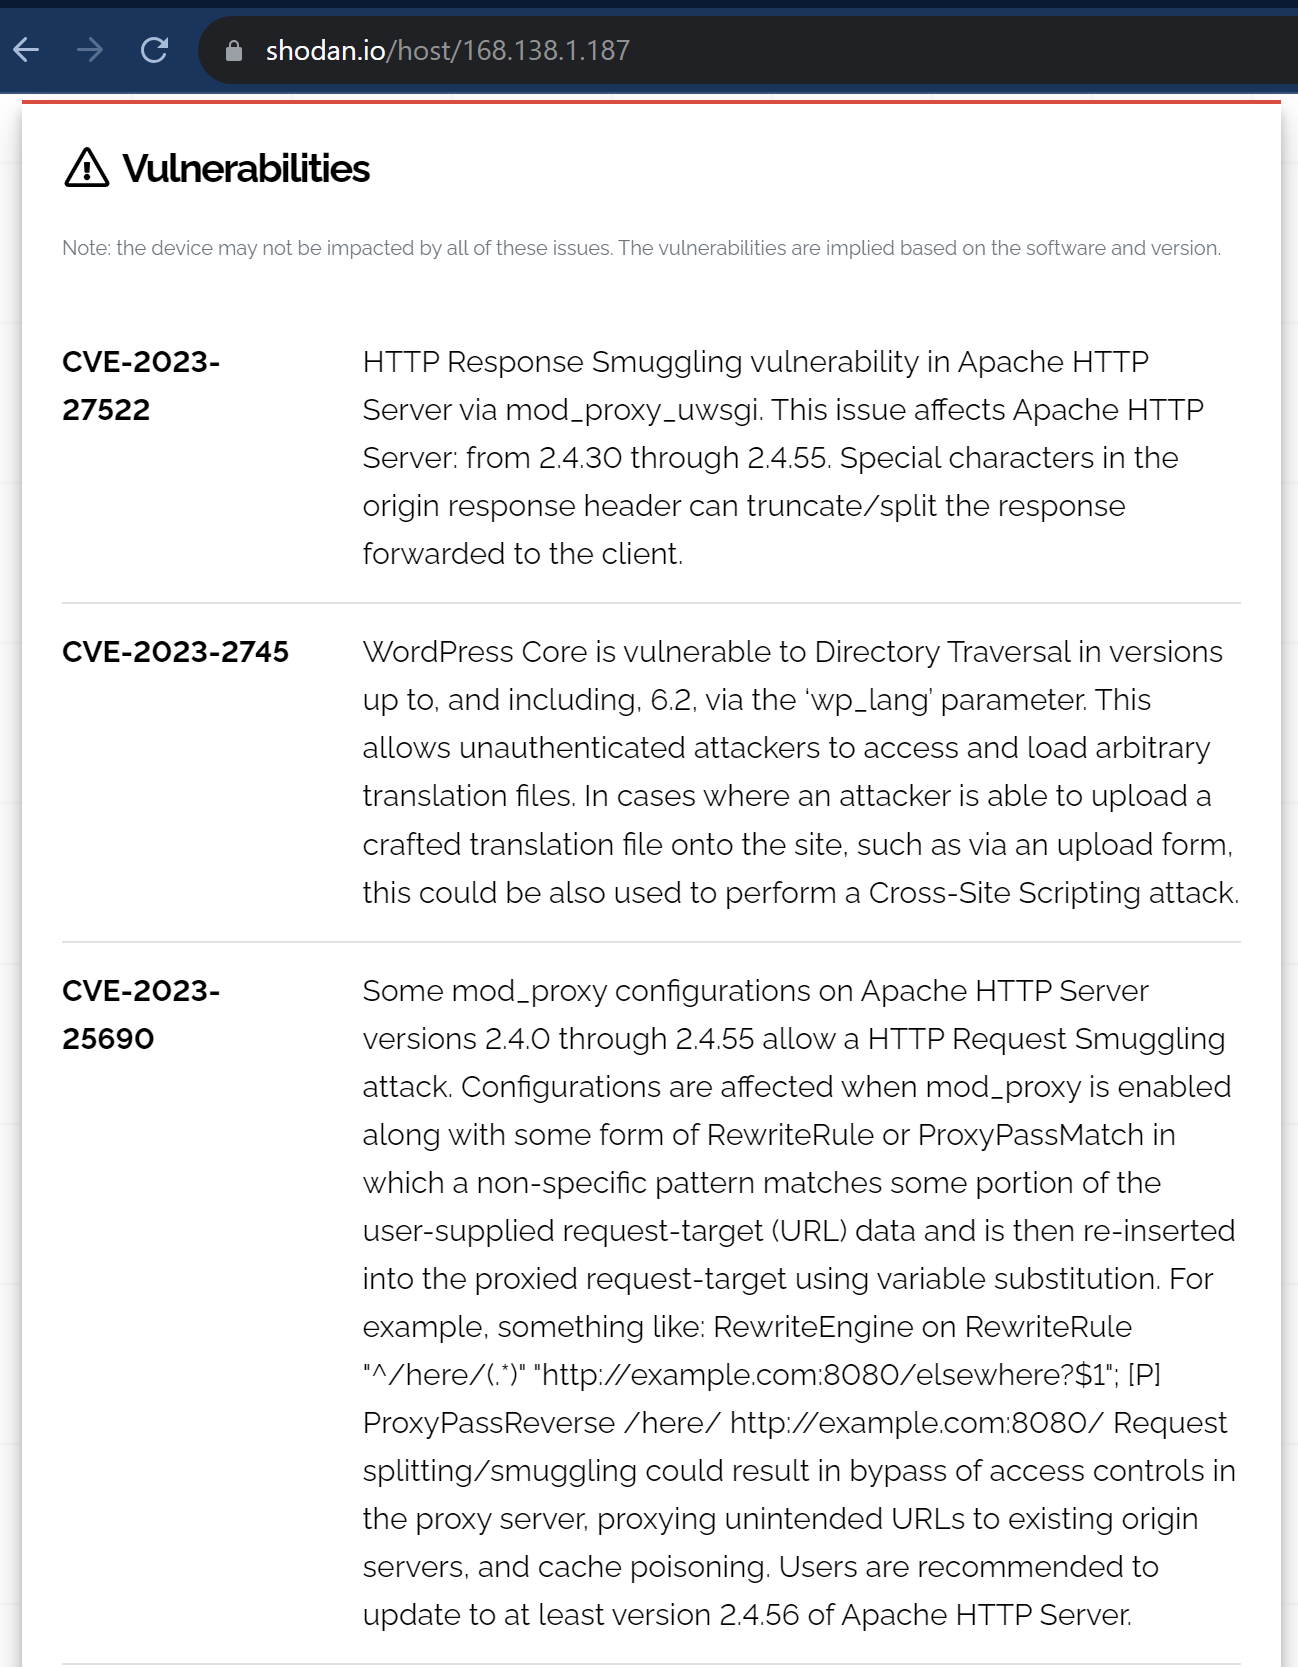 shodan.io/host/168.138.1.187
Vulnerabilities
Note: the device may not be impacted by all of these issues. The vulnerabilities are implied based on the software and version.
CVE-2023-
27522
HTTP Response Smuggling vulnerability in Apache HTTP
Server via mod_proxy_uwsgi. This issue affects Apache HTTP
Server: from 2.4.30 through 2.4.55. Special characters in the
origin response header can truncate/split the response
forwarded to the client.
CVE-2023-2745
WordPress Core is vulnerable to Directory Traversal in versions
up to, and including, 6.2, via the ‘wp_lang’ parameter. This
allows unauthenticated attackers to access and load arbitrary
translation files. In cases where an attacker is able to upload a
crafted translation file onto the site, such as via an upload form,
this could be also used to perform a Cross-Site Scripting attack.
CVE-2023-
25690
Some mod_proxy configurations on Apache HTTP Server
versions 2.4.0 through 2.4.55 allow a HTTP Request Smuggling
attack. Configurations are affected when mod_proxy is enabled
along with some form of RewriteRule or ProxyPassMatch in
which a non-specific pattern matches some portion of the
user-supplied request-target (URL) data and is then re-inserted
into the proxied request-target using variable substitution. For
example, something like: RewriteEngine on RewriteRule
"^/here/(.*)" "http://example.com:8080/elsewhere?$1"; [P]
ProxyPassReverse /here/ http://example.com:8080/ Request
splitting/smuggling could result in bypass of access controls in
the proxy server, proxying unintended URLs to existing origin
servers, and cache poisoning. Users are recommended to
update to at least version 2.4.56 of Apache HTTP Server.